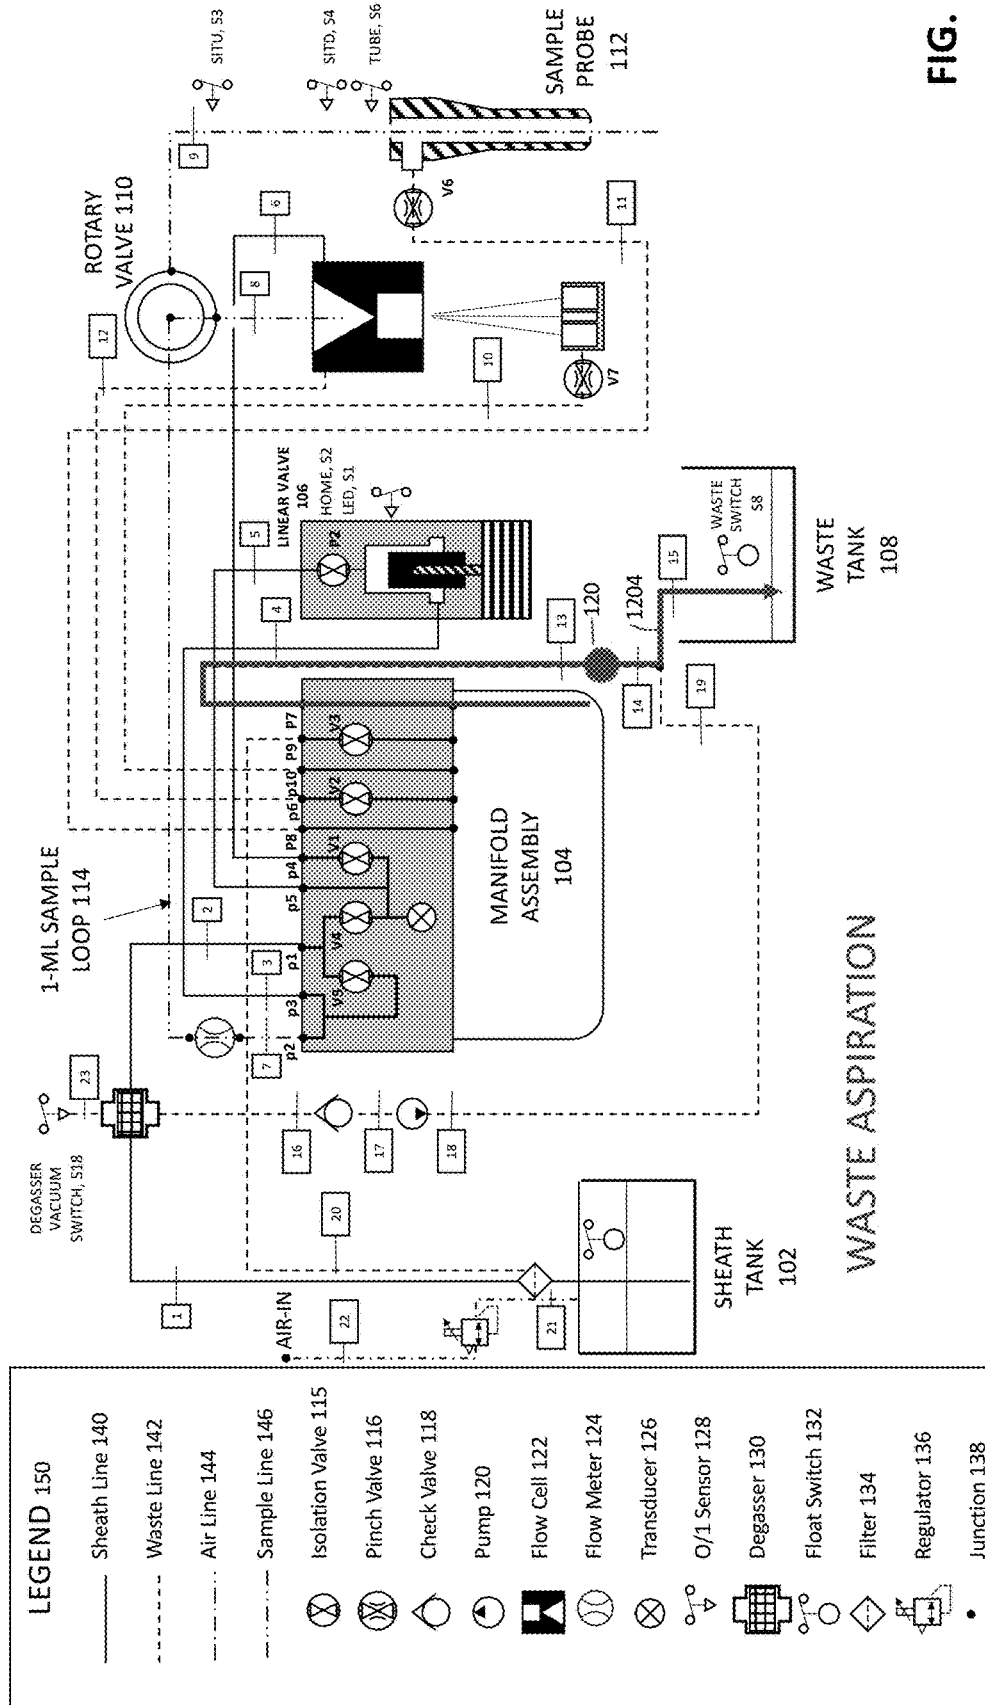 LEGEND 150
Sheath Line 140
Waste Line 142
Air Line 144
Sample Line 146
Isolation Valve 115
Pinch Valve 116
Check Valve 118
Pump 120
Flow Cell 122
Flow Meter 124
Transducer 126
O/1 Sensor 128
Degasser 130
Float Switch 132
Filter 134
Regulator 136
Junction 138
DEGASSER
VACUUM
SWITCH, S18
23
1
AIR-IN
22
20
21
16
17
18
SHEATH
TANK
102
1-ML SAMPLE
LOOP 114
2
3
7
p2
p3
p1
p5
p4
P8
p6
p10
P9
P7
V5
V4
V1
V2
V3
MANIFOLD
ASSEMBLY
104
4
5
LINEAR VALVE
106
HOME, S2
LED, S1
P2
13
120
14
1204
15
19
WASTE
SWITCH
S8
WASTE
TANK
108
12
ROTARY
VALVE 110
9
6
8
10
V7
11
V6
SITU, S3
SITD, S4
TUBE, S6
SAMPLE
PROBE
112
WASTE ASPIRATION
FIG.